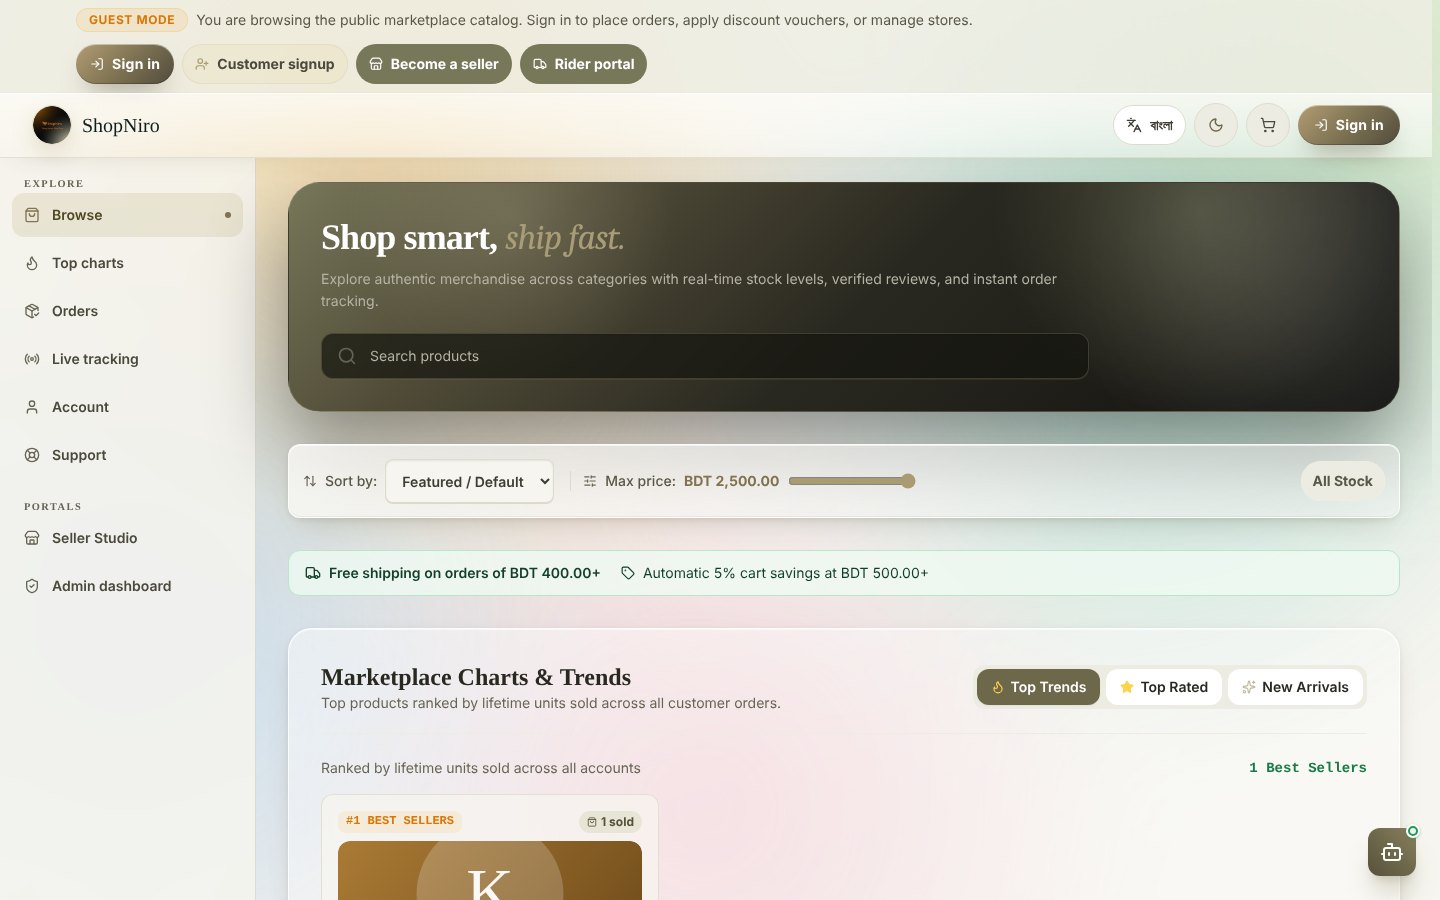 GUEST MODE You are browsing the public marketplace catalog. Sign in to place orders, apply discount vouchers, or manage stores.
Sign in Customer signup Become a seller Rider portal
ShopNiro বাংলা Sign in
EXPLORE
Browse
Top charts
Orders
Live tracking
Account
Support
PORTALS
Seller Studio
Admin dashboard
Shop smart, ship fast.
Explore authentic merchandise across categories with real-time stock levels, verified reviews, and instant order
tracking.
Search products
Sort by: Featured / Default Max price: BDT 2,500.00 All Stock
Free shipping on orders of BDT 400.00+ Automatic 5% cart savings at BDT 500.00+
Marketplace Charts & Trends
Top products ranked by lifetime units sold across all customer orders.
Top Trends Top Rated New Arrivals
Ranked by lifetime units sold across all accounts 1 Best Sellers
#1 BEST SELLERS 1 sold
K